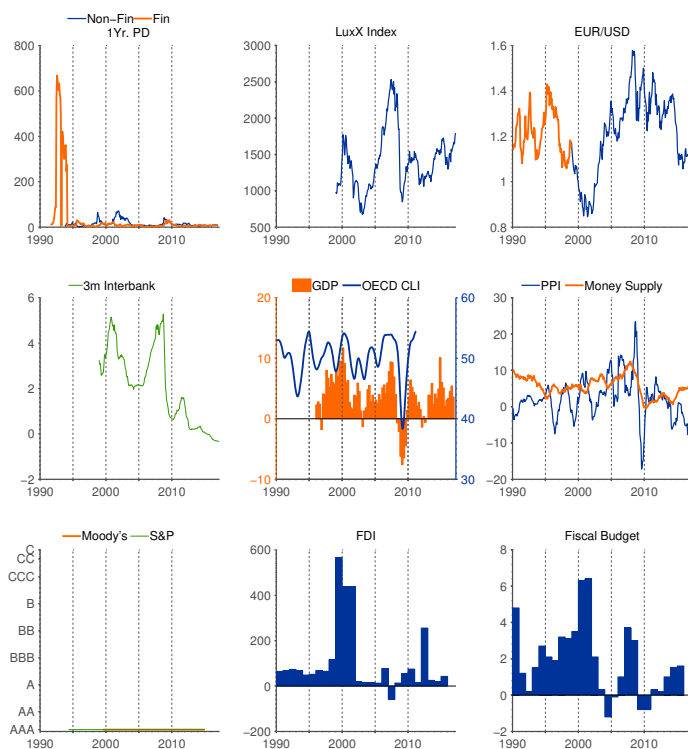 Non−Fin Fin
1Yr. PD
800
600
400
200
0
1990 2000 2010
LuxX Index
3000
2500
2000
1500
1000
500
1990 2000 2010
EUR/USD
1.6
1.4
1.2
1
0.8
1990 2000 2010
3m Interbank
6
4
2
0
−2
1990 2000 2010
GDP OECD CLI
20 60
10 50
0 40
−10 30
1990 2000 2010
PPI Money Supply
30
20
10
0
−10
−20
1990 2000 2010
Moody's S&P
C
CC
CCC
B
BB
BBB
A
AA
AAA
1990 2000 2010
FDI
600
400
200
0
−200
1990 2000 2010
Fiscal Budget
8
6
4
2
0
−2
1990 2000 2010